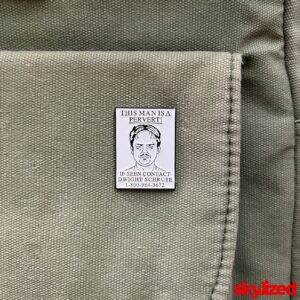 THIS MAN IS A
PERVERT!
IF SEEN CONTACT
DWIGHT SCHRUTE
1-800-984-3672
skylized